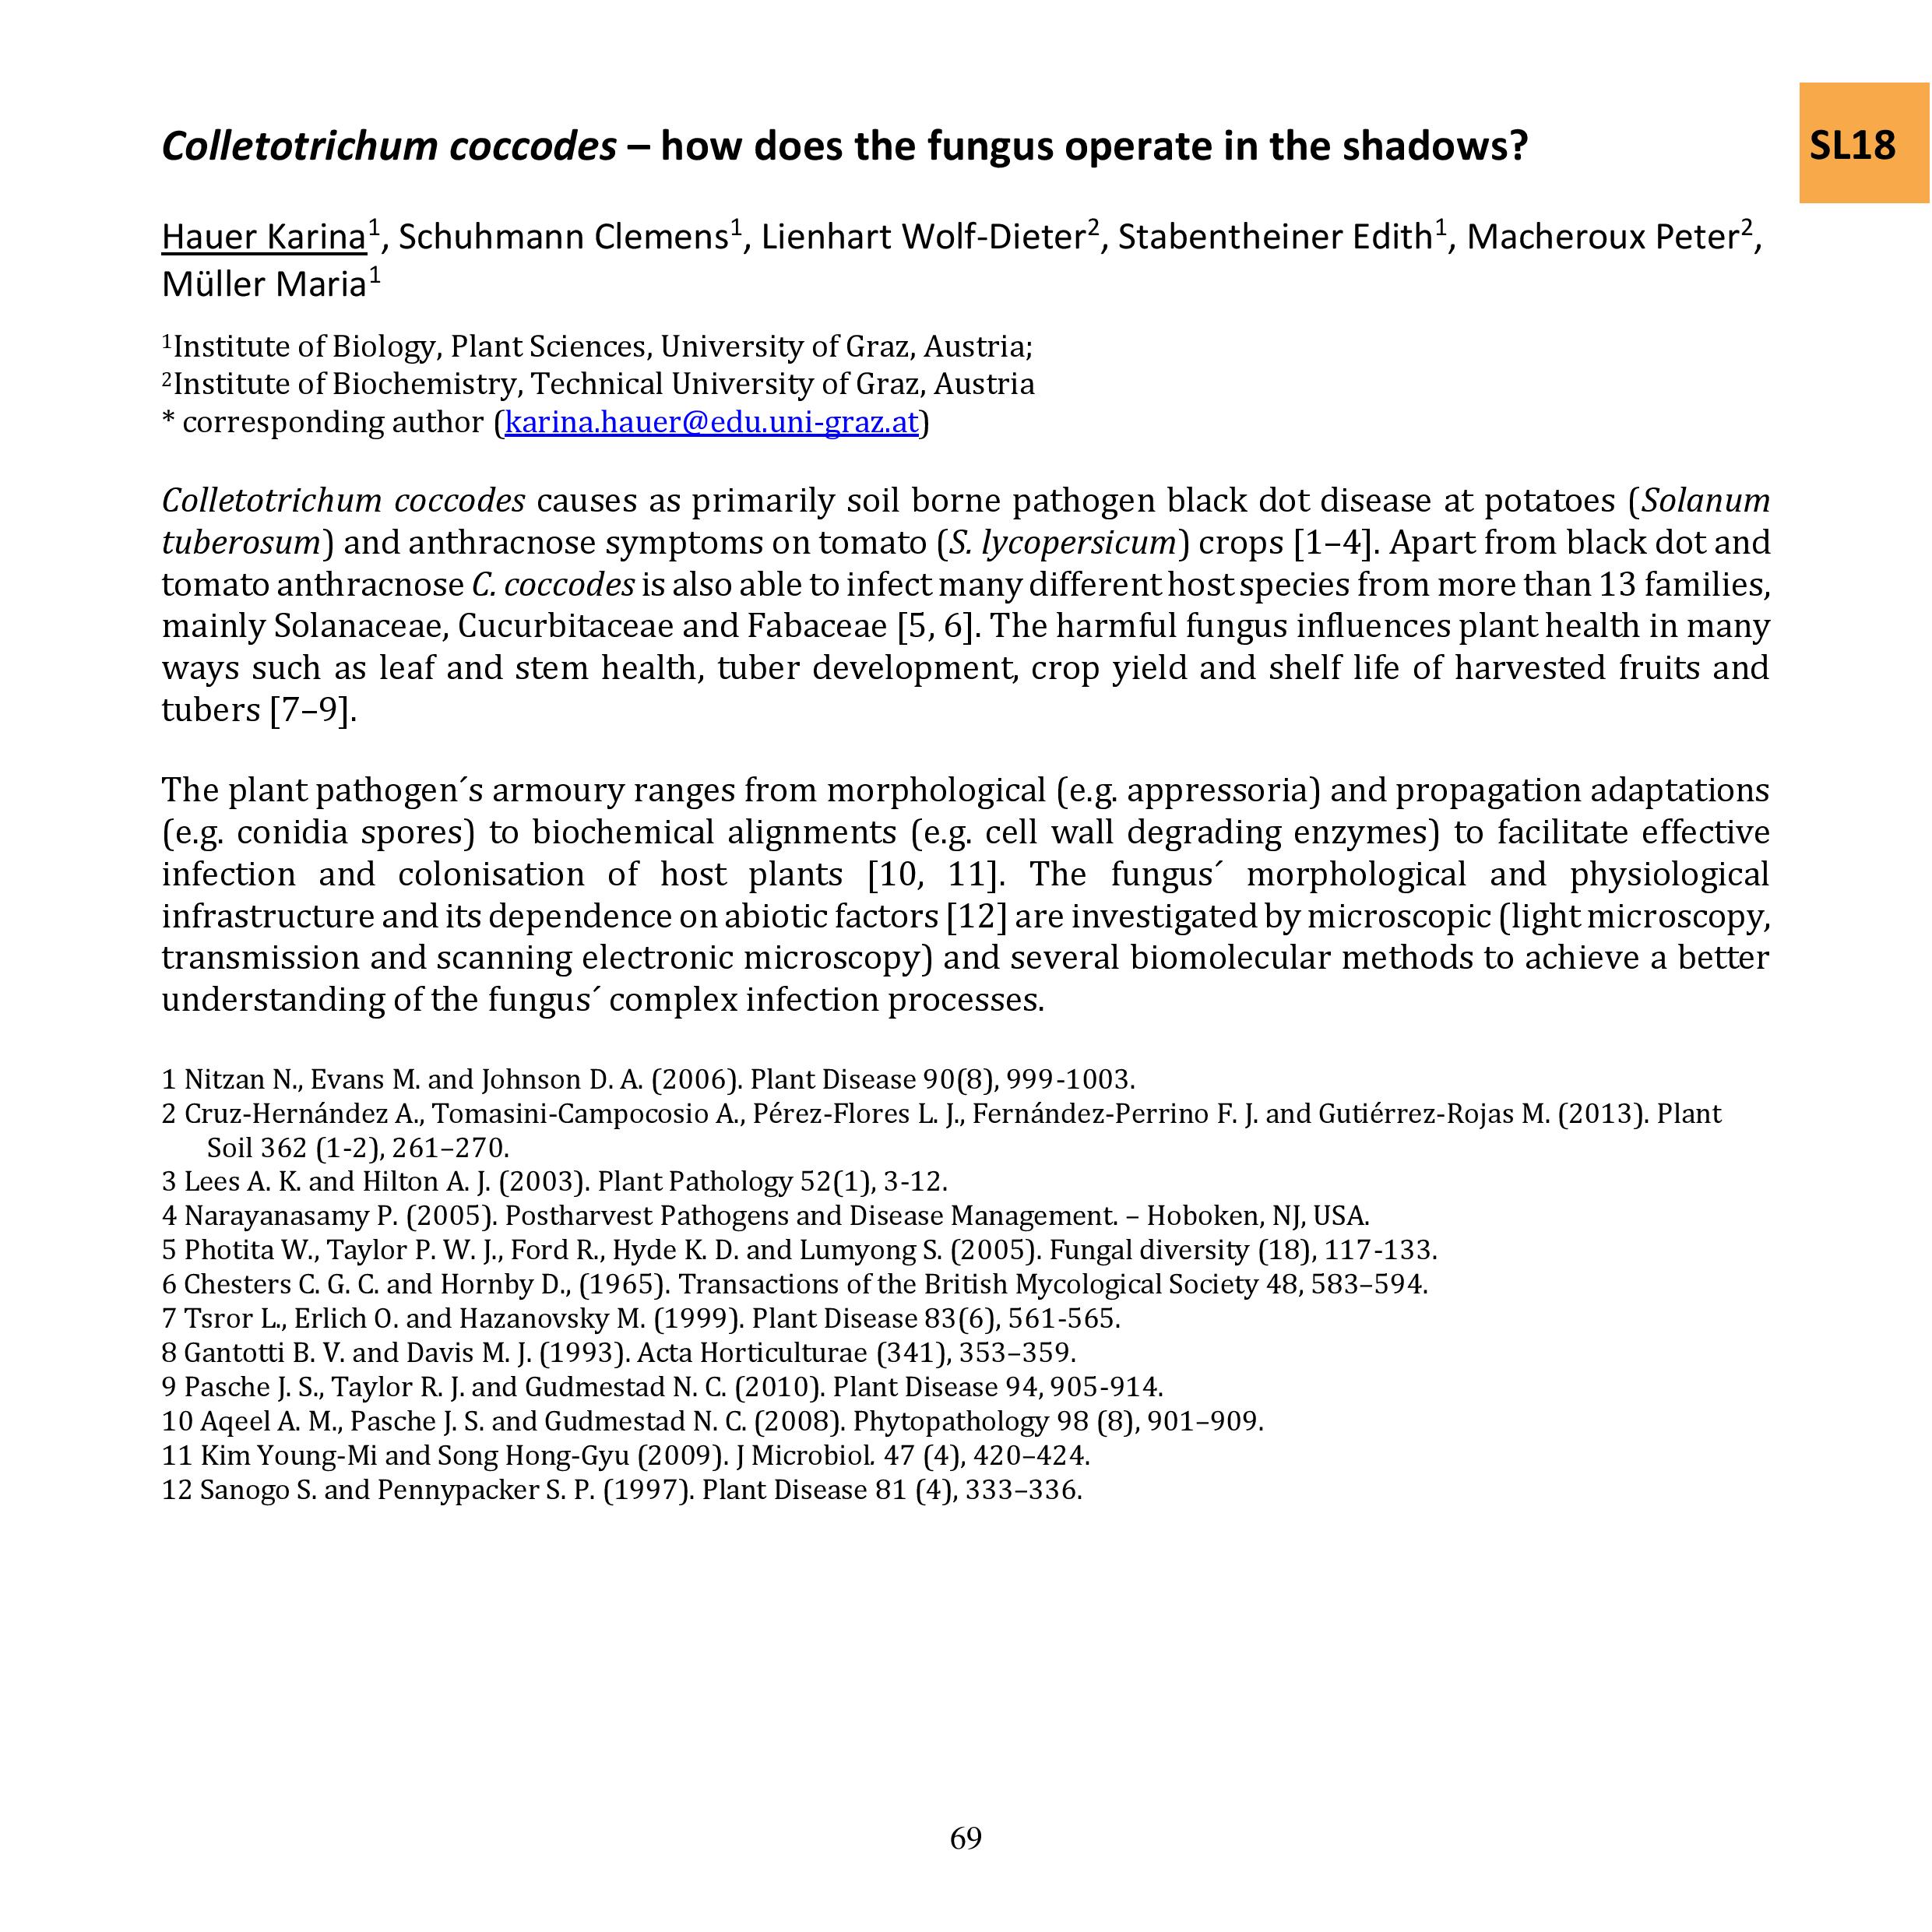 Colletotrichum coccodes – how does the fungus operate in the shadows?
SL18
Hauer Karina1, Schuhmann Clemens1, Lienhart Wolf-Dieter2, Stabentheiner Edith1, Macheroux Peter2,
Müller Maria1
1Institute of Biology, Plant Sciences, University of Graz, Austria;
2Institute of Biochemistry, Technical University of Graz, Austria
* corresponding author (karina.hauer@edu.uni-graz.at)
Colletotrichum coccodes causes as primarily soil borne pathogen black dot disease at potatoes (Solanum
tuberosum) and anthracnose symptoms on tomato (S. lycopersicum) crops [1–4]. Apart from black dot and
tomato anthracnose C. coccodes is also able to infect many different host species from more than 13 families,
mainly Solanaceae, Cucurbitaceae and Fabaceae [5, 6]. The harmful fungus influences plant health in many
ways such as leaf and stem health, tuber development, crop yield and shelf life of harvested fruits and
tubers [7–9].
The plant pathogen´s armoury ranges from morphological (e.g. appressoria) and propagation adaptations
(e.g. conidia spores) to biochemical alignments (e.g. cell wall degrading enzymes) to facilitate effective
infection and colonisation of host plants [10, 11]. The fungus´ morphological and physiological
infrastructure and its dependence on abiotic factors [12] are investigated by microscopic (light microscopy,
transmission and scanning electronic microscopy) and several biomolecular methods to achieve a better
understanding of the fungus´ complex infection processes.
1 Nitzan N., Evans M. and Johnson D. A. (2006). Plant Disease 90(8), 999-1003.
2 Cruz-Hernández A., Tomasini-Campocosio A., Pérez-Flores L. J., Fernández-Perrino F. J. and Gutiérrez-Rojas M. (2013). Plant
Soil 362 (1-2), 261–270.
3 Lees A. K. and Hilton A. J. (2003). Plant Pathology 52(1), 3-12.
4 Narayanasamy P. (2005). Postharvest Pathogens and Disease Management. – Hoboken, NJ, USA.
5 Photita W., Taylor P. W. J., Ford R., Hyde K. D. and Lumyong S. (2005). Fungal diversity (18), 117-133.
6 Chesters C. G. C. and Hornby D., (1965). Transactions of the British Mycological Society 48, 583–594.
7 Tsror L., Erlich O. and Hazanovsky M. (1999). Plant Disease 83(6), 561-565.
8 Gantotti B. V. and Davis M. J. (1993). Acta Horticulturae (341), 353–359.
9 Pasche J. S., Taylor R. J. and Gudmestad N. C. (2010). Plant Disease 94, 905-914.
10 Aqeel A. M., Pasche J. S. and Gudmestad N. C. (2008). Phytopathology 98 (8), 901–909.
11 Kim Young-Mi and Song Hong-Gyu (2009). J Microbiol. 47 (4), 420–424.
12 Sanogo S. and Pennypacker S. P. (1997). Plant Disease 81 (4), 333–336.
69